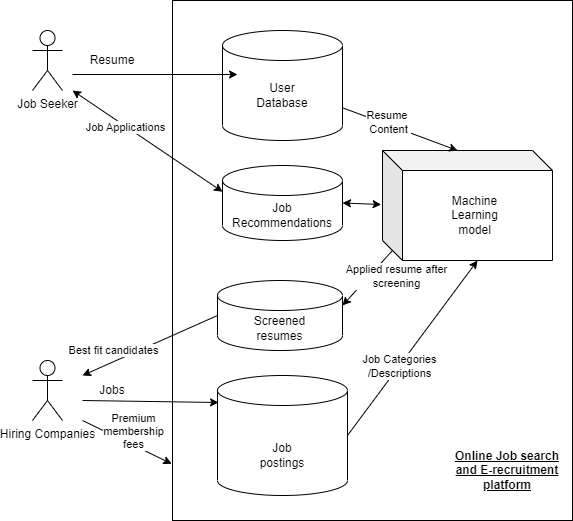 Resume
Job Seeker
User
Database
Job Applications
Resume
Content
Job
Recommendations
Machine
Learning
model
Applied resume after
screening
Screened
resumes
Best fit candidates
Job Categories
/Descriptions
Jobs
Hiring Companies
Premium
membership
fees
Job
postings
Online Job search
and E-recruitment
platform